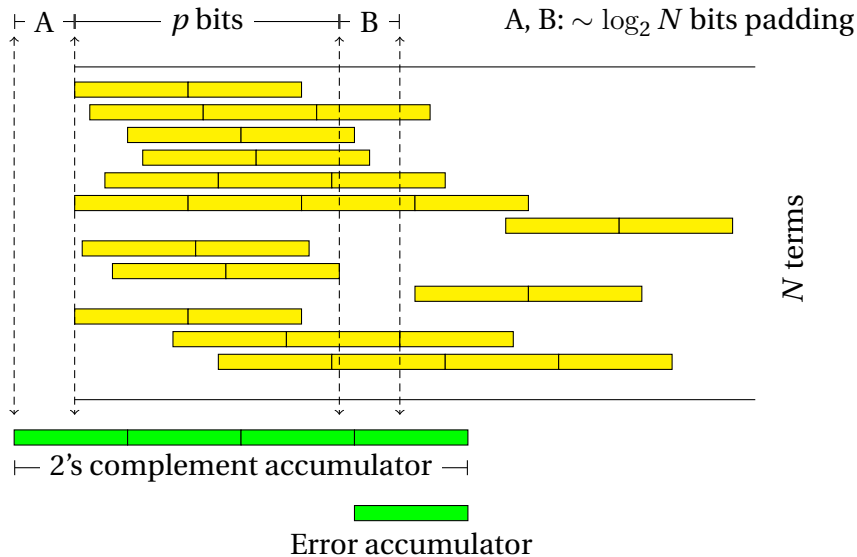 A p bits B A, B: ∼ log₂ N bits padding
N terms
2's complement accumulator
Error accumulator